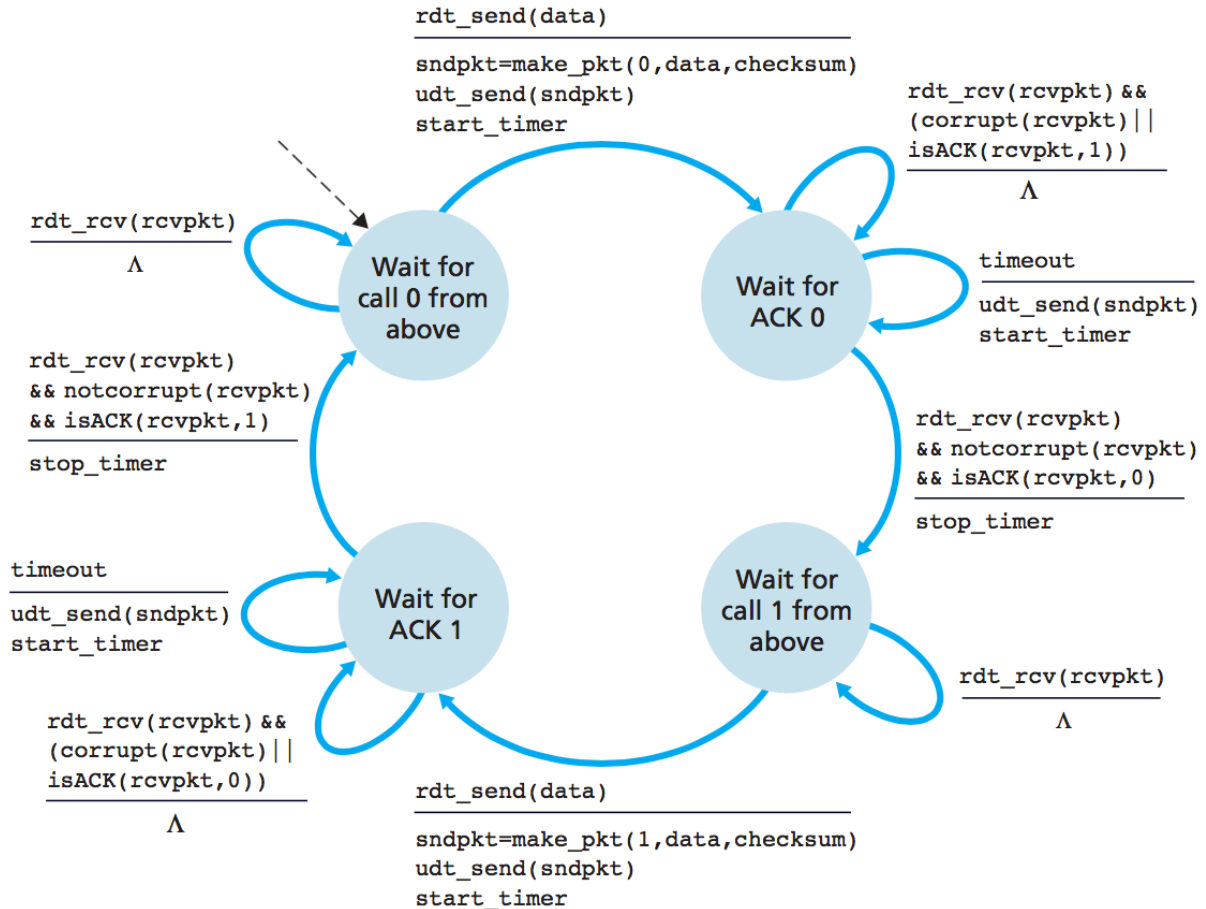 rdt_send(data)
sndpkt=make_pkt(0,data,checksum)
udt_send(sndpkt)
start_timer
rdt_rcv(rcvpkt) &&
(corrupt(rcvpkt)||
isACK(rcvpkt,1))
Λ
rdt_rcv(rcvpkt)
Λ
Wait for
call 0 from
above
Wait for
ACK 0
timeout
udt_send(sndpkt)
start_timer
rdt_rcv(rcvpkt)
&& notcorrupt(rcvpkt)
&& isACK(rcvpkt,1)
stop_timer
rdt_rcv(rcvpkt)
&& notcorrupt(rcvpkt)
&& isACK(rcvpkt,0)
stop_timer
timeout
udt_send(sndpkt)
start_timer
Wait for
ACK 1
Wait for
call 1 from
above
rdt_rcv(rcvpkt)
Λ
rdt_rcv(rcvpkt) &&
(corrupt(rcvpkt)||
isACK(rcvpkt,0))
Λ
rdt_send(data)
sndpkt=make_pkt(1,data,checksum)
udt_send(sndpkt)
start_timer